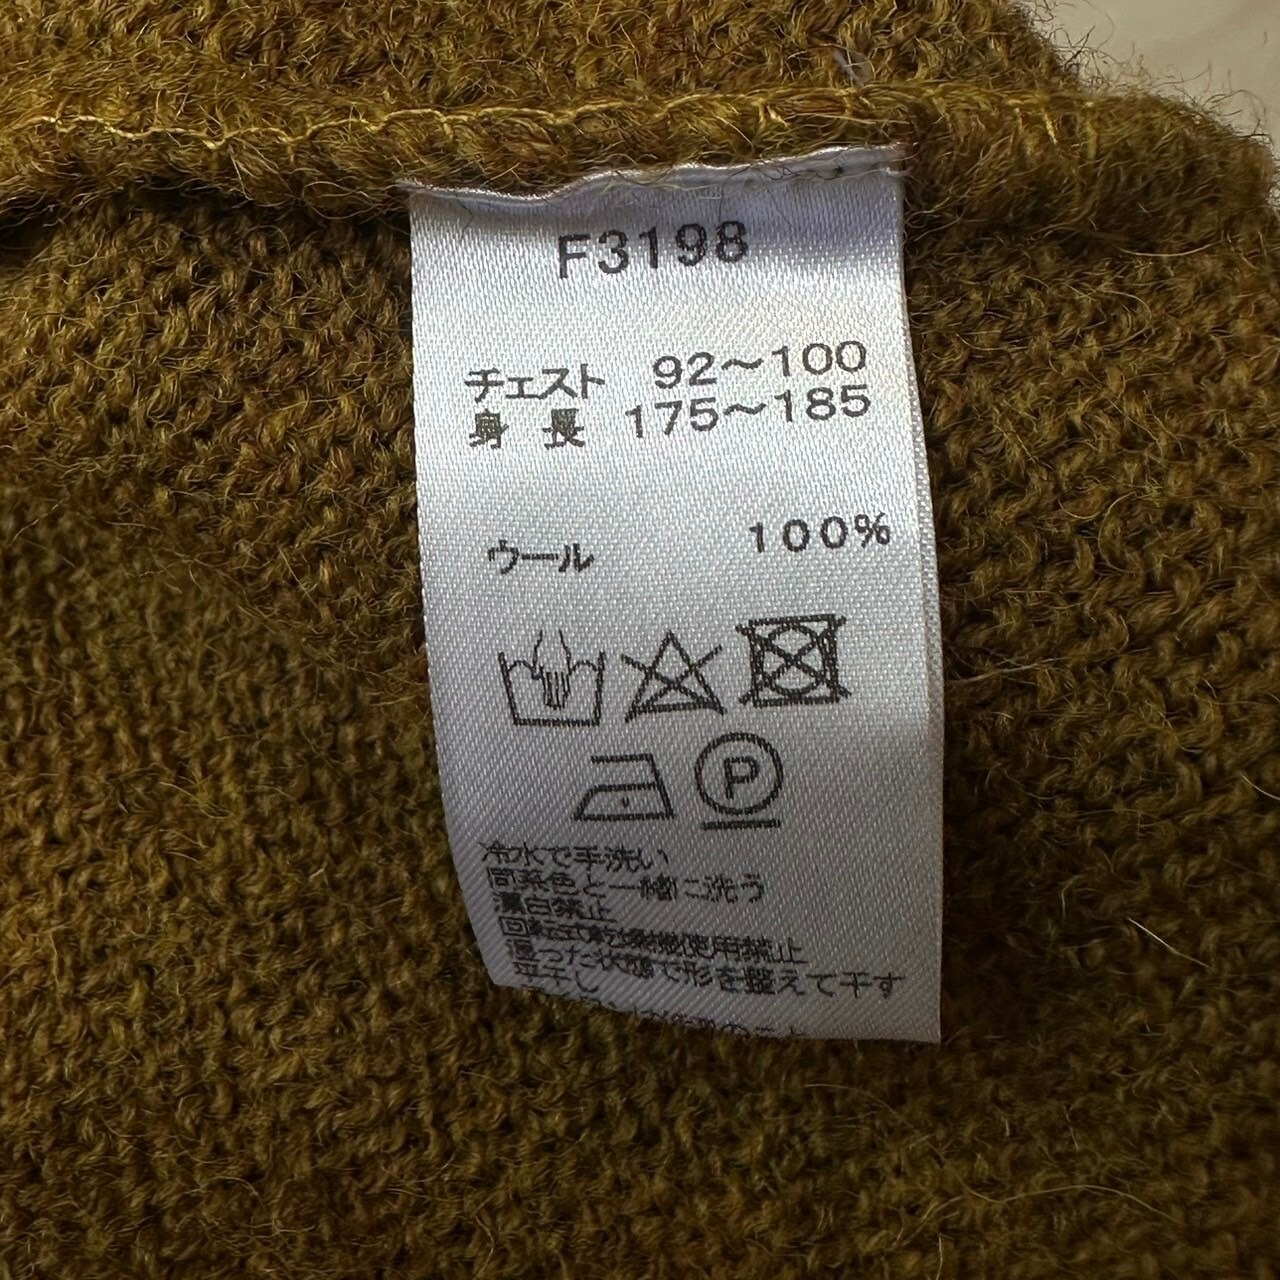 F3198
チェスト 92～100
身 長 175～185
ウール 100%
P
冷水で手洗い
同系色と一緒に洗う
漂白禁止
回転式乾燥機使用禁止
湿った状態で形を整えて干す
平干し